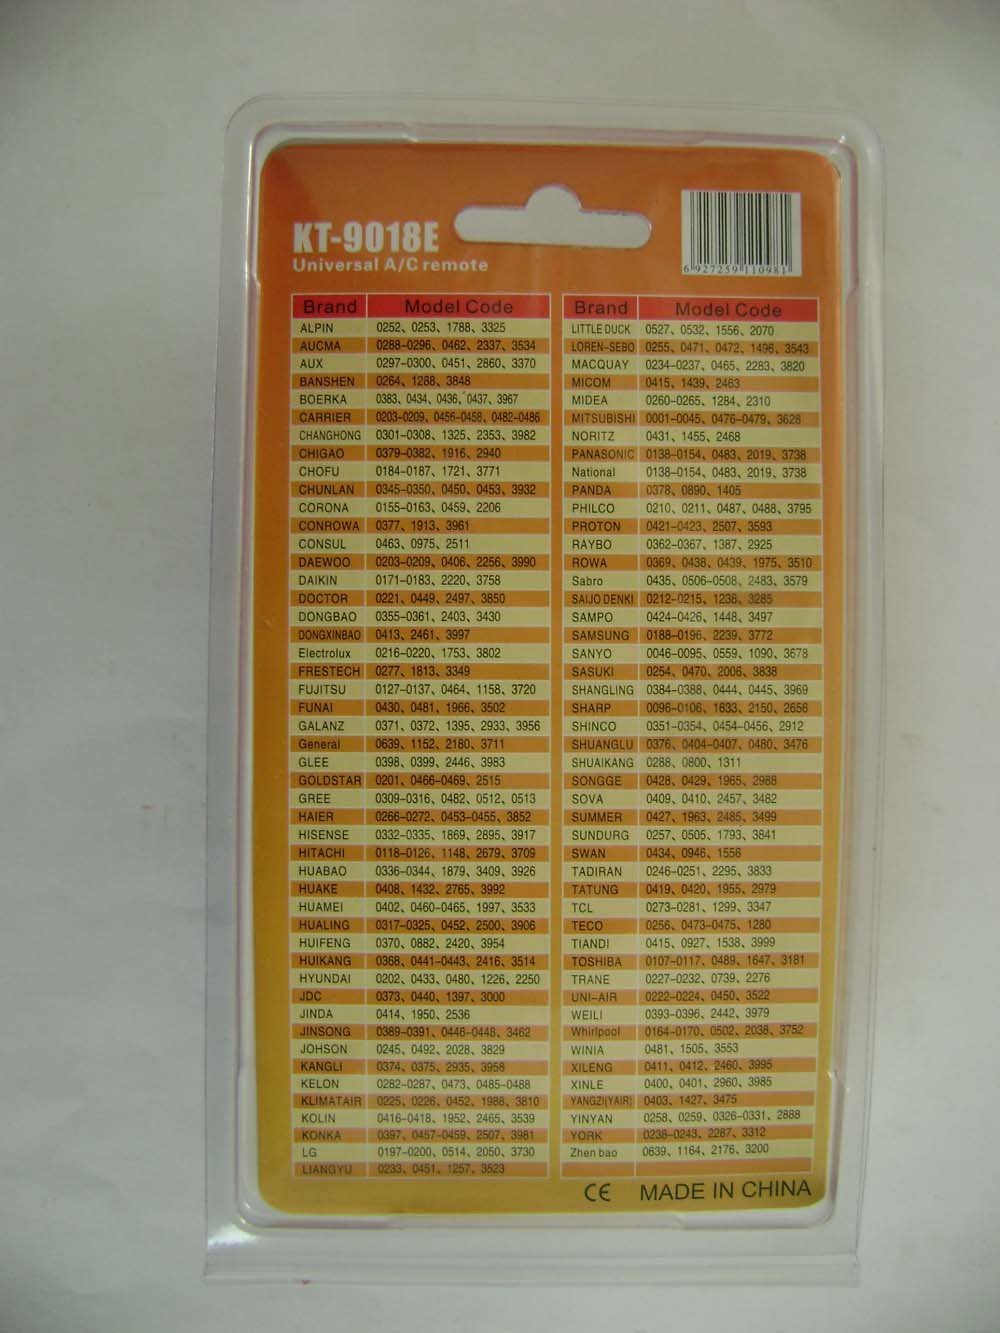 KT-9018E
Universal A/C remote
6 927259 110981
Brand Model Code
ALPIN 0252、0253、1788、3325
AUCMA 0288-0296、0462、2337、3534
AUX 0297-0300、0451、2860、3370
BANSHEN 0264、1288、3848
BOERKA 0383、0434、0436、0437、3967
CARRIER 0203-0209、0456-0458、0482-0486
CHANGHONG 0301-0308、1325、2353、3982
CHIGAO 0379-0382、1916、2940
CHOFU 0184-0187、1721、3771
CHUNLAN 0345-0350、0450、0453、3932
CORONA 0155-0163、0459、2206
CONROWA 0377、1913、3961
CONSUL 0463、0975、2511
DAEWOO 0203-0209、0406、2256、3990
DAIKIN 0171-0183、2220、3758
DOCTOR 0221、0449、2497、3850
DONGBAO 0355-0361、2403、3430
DONGXINBAO 0413、2461、3997
Electrolux 0216-0220、1753、3802
FRESTECH 0277、1813、3349
FUJITSU 0127-0137、0464、1158、3720
FUNAI 0430、0481、1966、3502
GALANZ 0371、0372、1395、2933、3956
General 0639、1152、2180、3711
GLEE 0398、0399、2446、3983
GOLDSTAR 0201、0466-0469、2515
GREE 0309-0316、0482、0512、0513
HAIER 0266-0272、0453-0455、3852
HISENSE 0332-0335、1869、2895、3917
HITACHI 0118-0126、1148、2679、3709
HUABAO 0336-0344、1879、3409、3926
HUAKE 0408、1432、2765、3992
HUAMEI 0402、0460-0465、1997、3533
HUALING 0317-0325、0452、2500、3906
HUIFENG 0370、0882、2420、3954
HUIKANG 0368、0441-0443、2416、3514
HYUNDAI 0202、0433、0480、1226、2250
JDC 0373、0440、1397、3000
JINDA 0414、1950、2536
JINSONG 0389-0391、0446-0448、3462
JOHSON 0245、0492、2028、3829
KANGLI 0374、0375、2935、3958
KELON 0282-0287、0473、0485-0488
KLIMATAIR 0225、0226、0452、1988、3810
KOLIN 0416-0418、1952、2465、3539
KONKA 0397、0457-0459、2507、3981
LG 0197-0200、0514、2050、3730
LIANGYU 0233、0451、1257、3523
Brand Model Code
LITTLE DUCK 0527、0532、1556、2070
LOREN-SEBO 0255、0471、0472、1496、3543
MACQUAY 0234-0237、0465、2283、3820
MICOM 0415、1439、2463
MIDEA 0260-0265、1284、2310
MITSUBISHI 0001-0045、0476-0479、3628
NORITZ 0431、1455、2468
PANASONIC 0138-0154、0483、2019、3738
National 0138-0154、0483、2019、3738
PANDA 0378、0890、1405
PHILCO 0210、0211、0487、0488、3795
PROTON 0421-0423、2507、3593
RAYBO 0362-0367、1387、2925
ROWA 0369、0438、0439、1975、3510
Sabro 0435、0506-0508、2483、3579
SAIJO DENKI 0212-0215、1238、3285
SAMPO 0424-0426、1448、3497
SAMSUNG 0188-0196、2239、3772
SANYO 0046-0095、0559、1090、3678
SASUKI 0254、0470、2006、3838
SHANGLING 0384-0388、0444、0445、3969
SHARP 0096-0106、1833、2150、2656
SHINCO 0351-0354、0454-0456、2912
SHUANGLU 0376、0404-0407、0480、3476
SHUAIKANG 0288、0800、1311
SONGGE 0428、0429、1965、2988
SOVA 0409、0410、2457、3482
SUMMER 0427、1963、2485、3499
SUNDURG 0257、0505、1793、3841
SWAN 0434、0946、1556
TADIRAN 0246-0251、2295、3833
TATUNG 0419、0420、1955、2979
TCL 0273-0281、1299、3347
TECO 0256、0473-0475、1280
TIANDI 0415、0927、1538、3999
TOSHIBA 0107-0117、0489、1647、3181
TRANE 0227-0232、0739、2276
UNI-AIR 0222-0224、0450、3522
WEILI 0393-0396、2442、3979
Whirlpool 0164-0170、0502、2038、3752
WINIA 0481、1505、3553
XILENG 0411、0412、2460、3995
XINLE 0400、0401、2960、3985
YANGZI(YAIR) 0403、1427、3475
YINYAN 0258、0259、0326-0331、2888
YORK 0238-0243、2287、3312
Zhen bao 0639、1164、2176、3200
CE MADE IN CHINA